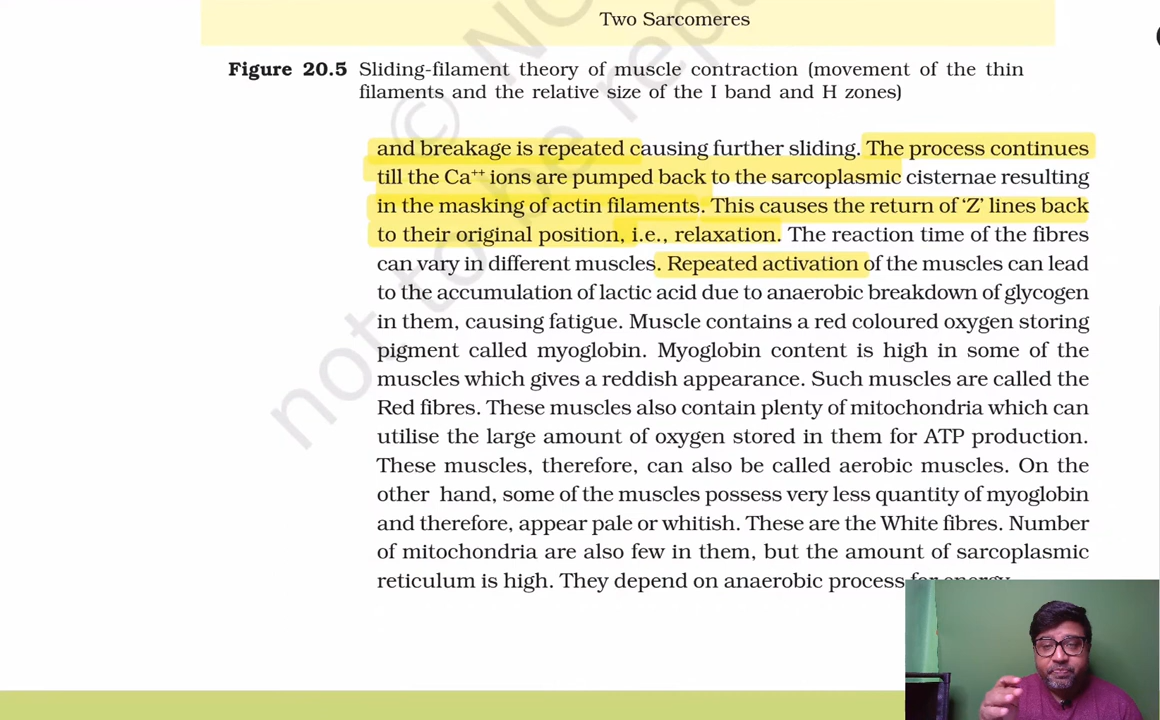 Two Sarcomeres
Figure 20.5 Sliding-filament theory of muscle contraction (movement of the thin
filaments and the relative size of the I band and H zones)
and breakage is repeated causing further sliding. The process continues
till the Ca⁺⁺ ions are pumped back to the sarcoplasmic cisternae resulting
in the masking of actin filaments. This causes the return of ‘Z’ lines back
to their original position, i.e., relaxation. The reaction time of the fibres
can vary in different muscles. Repeated activation of the muscles can lead
to the accumulation of lactic acid due to anaerobic breakdown of glycogen
in them, causing fatigue. Muscle contains a red coloured oxygen storing
pigment called myoglobin. Myoglobin content is high in some of the
muscles which gives a reddish appearance. Such muscles are called the
Red fibres. These muscles also contain plenty of mitochondria which can
utilise the large amount of oxygen stored in them for ATP production.
These muscles, therefore, can also be called aerobic muscles. On the
other hand, some of the muscles possess very less quantity of myoglobin
and therefore, appear pale or whitish. These are the White fibres. Number
of mitochondria are also few in them, but the amount of sarcoplasmic
reticulum is high. They depend on anaerobic process for energy.
© NO
not to be repu